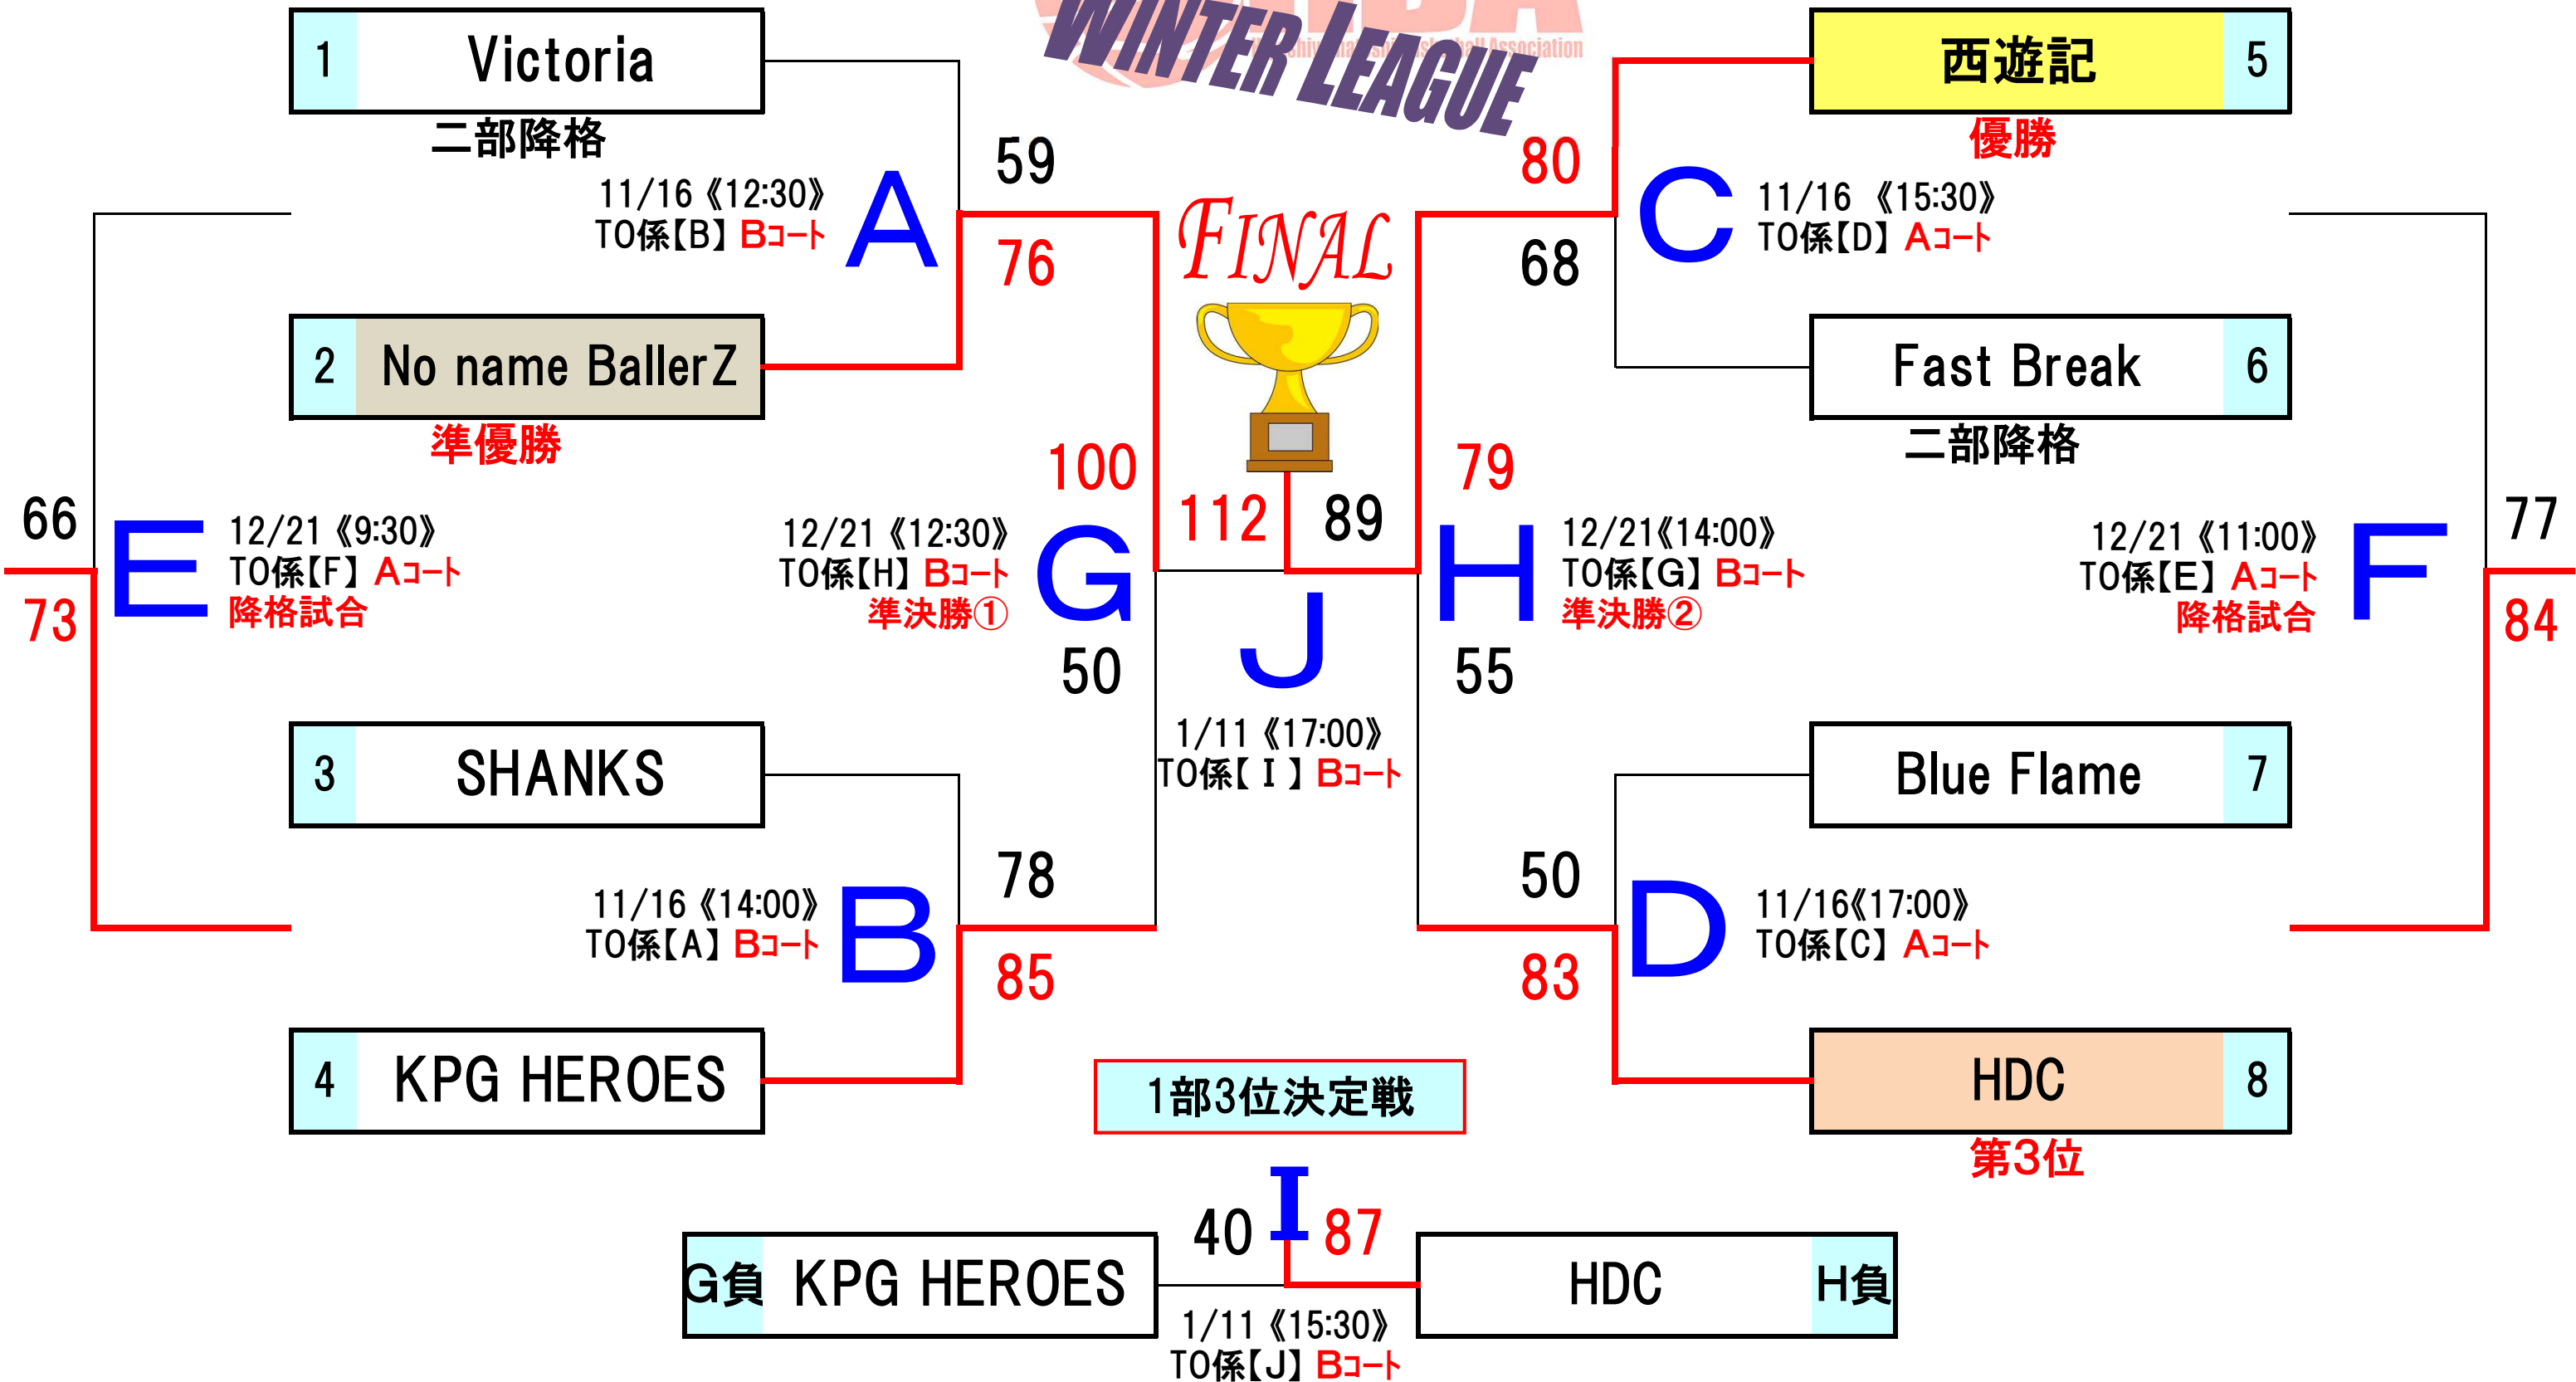 WINTER LEAGUE
1 Victoria
二部降格
11/16 《12:30》
TO係【B】 Bコート
A
59
76
2 No name BallerZ
準優勝
66
73
E
12/21 《9:30》
TO係【F】 Aコート
降格試合
3 SHANKS
11/16 《14:00》
TO係【A】 Bコート
B
78
85
4 KPG HEROES
100
12/21 《12:30》
TO係【H】 Bコート
準決勝①
G
50
FINAL
112 89
J
1/11 《17:00》
TO係【I】 Bコート
西遊記 5
優勝
80
68
C
11/16 《15:30》
TO係【D】 Aコート
Fast Break 6
二部降格
79
H
12/21《14:00》
TO係【G】 Bコート
準決勝②
55
12/21 《11:00》
TO係【E】 Aコート
降格試合
F
77
84
Blue Flame 7
50
83
D
11/16《17:00》
TO係【C】 Aコート
HDC 8
第3位
1部3位決定戦
I
40 87
G負 KPG HEROES
HDC H負
1/11 《15:30》
TO係【J】 Bコート